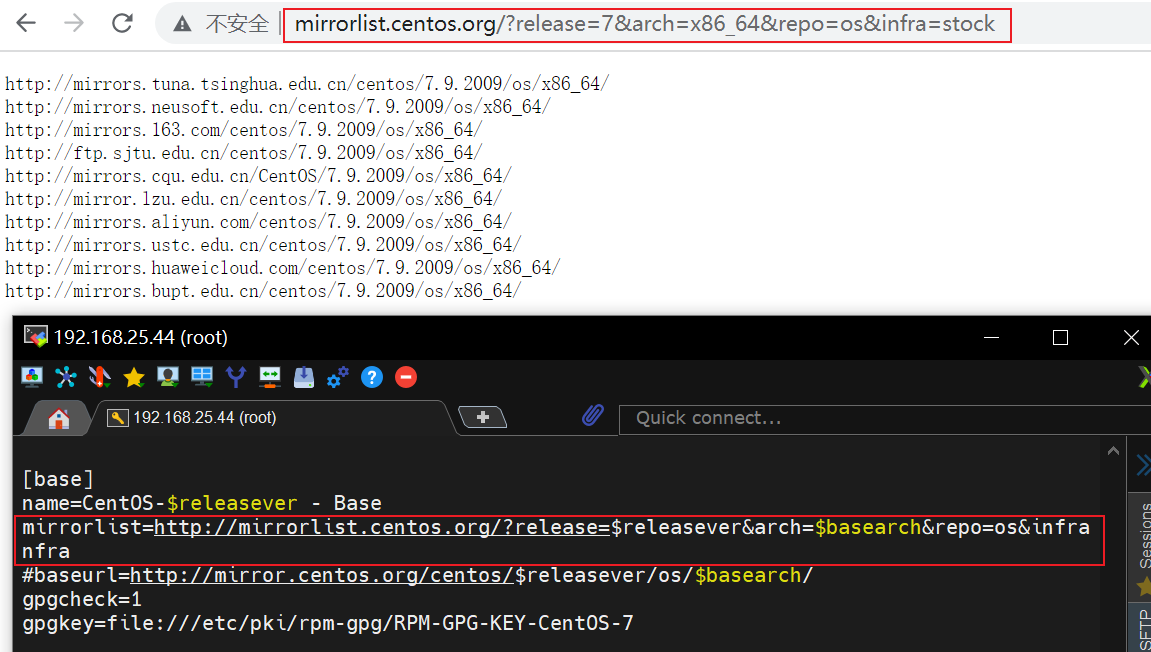 不安全 mirrorlist.centos.org/?release=7&arch=x86_64&repo=os&infra=stock
http://mirrors.tuna.tsinghua.edu.cn/centos/7.9.2009/os/x86_64/
http://mirrors.neusoft.edu.cn/centos/7.9.2009/os/x86_64/
http://mirrors.163.com/centos/7.9.2009/os/x86_64/
http://ftp.sjtu.edu.cn/centos/7.9.2009/os/x86_64/
http://mirrors.cqu.edu.cn/CentOS/7.9.2009/os/x86_64/
http://mirror.lzu.edu.cn/centos/7.9.2009/os/x86_64/
http://mirrors.aliyun.com/centos/7.9.2009/os/x86_64/
http://mirrors.ustc.edu.cn/centos/7.9.2009/os/x86_64/
http://mirrors.huaweicloud.com/centos/7.9.2009/os/x86_64/
http://mirrors.bupt.edu.cn/centos/7.9.2009/os/x86_64/
192.168.25.44 (root)
192.168.25.44 (root)
Quick connect...
[base]
name=CentOS-$releasever - Base
mirrorlist=http://mirrorlist.centos.org/?release=$releasever&arch=$basearch&repo=os&infra
nfra
#baseurl=http://mirror.centos.org/centos/$releasever/os/$basearch/
gpgcheck=1
gpgkey=file:///etc/pki/rpm-gpg/RPM-GPG-KEY-CentOS-7
Sessions
SFTP